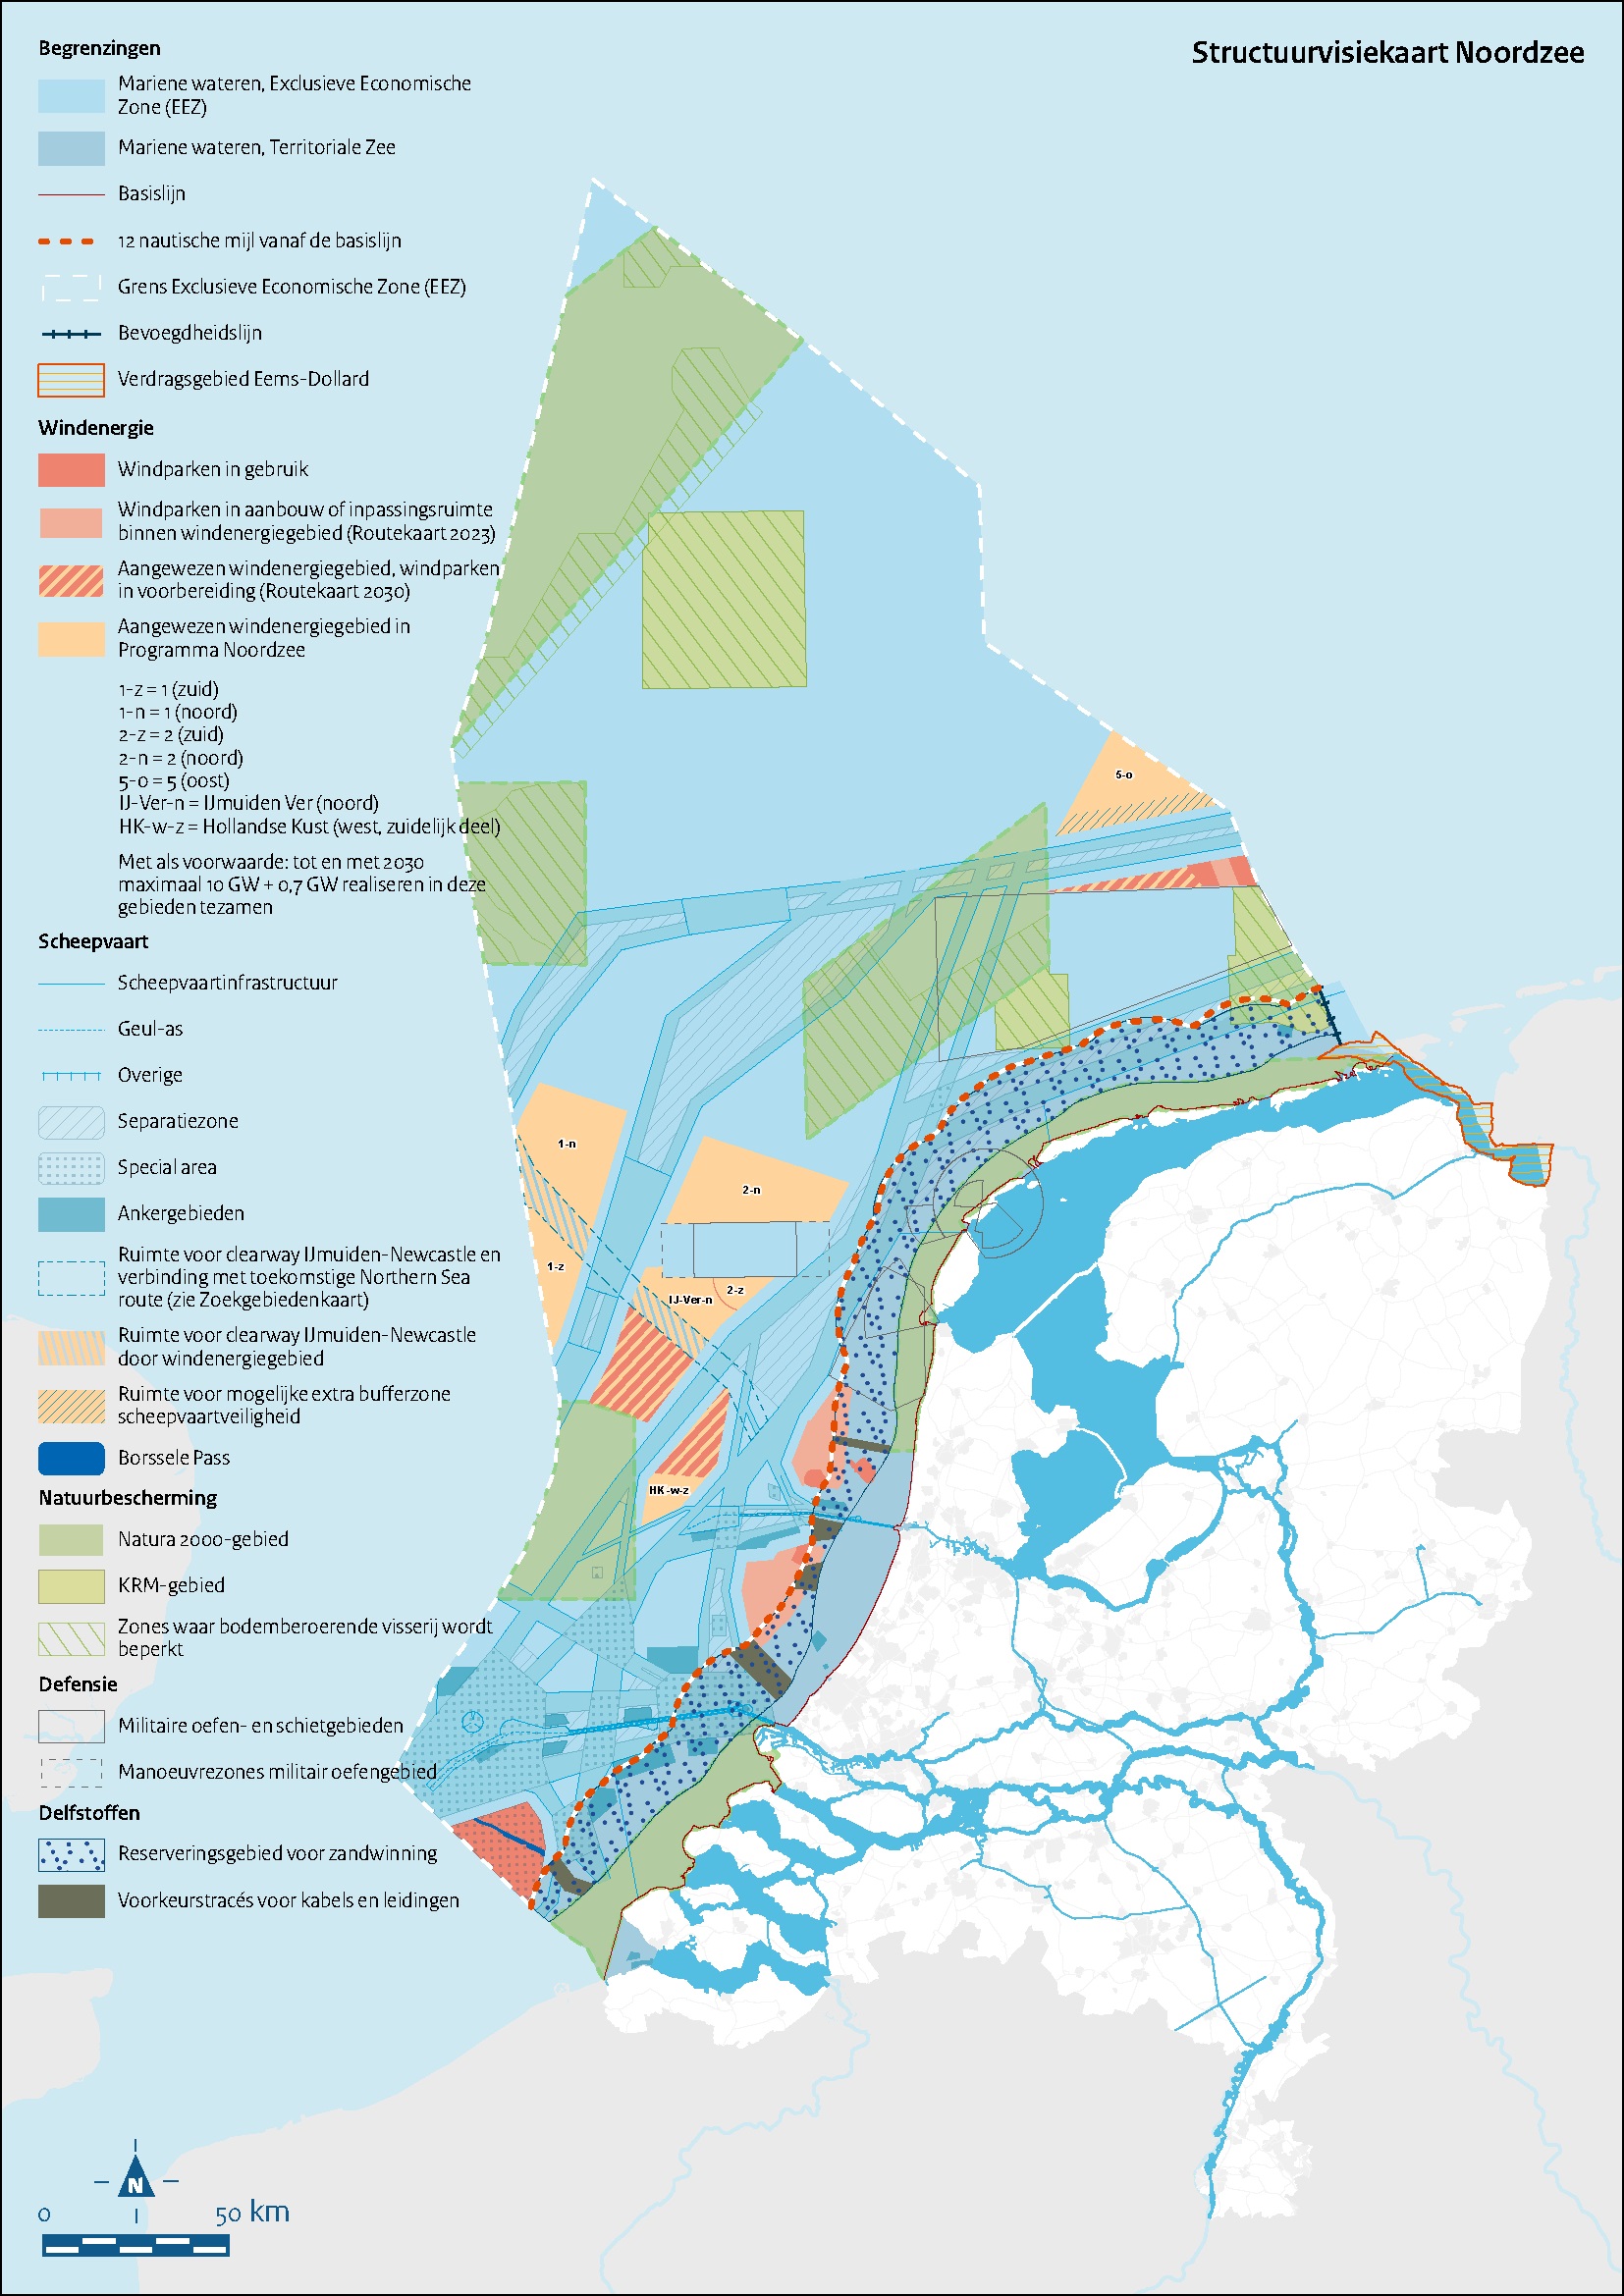 Structuurvisiekaart Noordzee
Begrenzingen
Mariene wateren, Exclusieve Economische
Zone (EEZ)
Mariene wateren, Territoriale Zee
Basislijn
12 nautische mijl vanaf de basislijn
Grens Exclusieve Economische Zone (EEZ)
Bevoegdheidslijn
Verdragsgebied Eems-Dollard
Windenergie
Windparken in gebruik
Windparken in aanbouw of inpassingsruimte
binnen windenergiegebied (Routekaart 2023)
Aangewezen windenergiegebied, windparken
in voorbereiding (Routekaart 2030)
Aangewezen windenergiegebied in
Programma Noordzee
1-z = 1 (zuid)
1-n = 1 (noord)
2-z = 2 (zuid)
2-n = 2 (noord)
5-o = 5 (oost)
IJ-Ver-n = IJmuiden Ver (noord)
HK-w-z = Hollandse Kust (west, zuidelijk deel)
Met als voorwaarde: tot en met 2030
maximaal 10 GW + 0,7 GW realiseren in deze
gebieden tezamen
Scheepvaart
Scheepvaartinfrastructuur
Geul-as
Overige
Separatiezone
Special area
Ankergebieden
Ruimte voor clearway IJmuiden-Newcastle en
verbinding met toekomstige Northern Sea
route (zie Zoekgebiedenkaart)
Ruimte voor clearway IJmuiden-Newcastle
door windenergiegebied
Ruimte voor mogelijke extra bufferzone
scheepvaartveiligheid
Borssele Pass
Natuurbescherming
Natura 2000-gebied
KRM-gebied
Zones waar bodemberoerende visserij wordt
beperkt
Defensie
Militaire oefen- en schietgebieden
Manoeuvrezones militair oefengebied
Delfstoffen
Reserveringsgebied voor zandwinning
Voorkeurstracés voor kabels en leidingen
5-o
1-n
2-n
1-z
2-z
IJ-Ver-n
HK-w-z
N
0
50 km